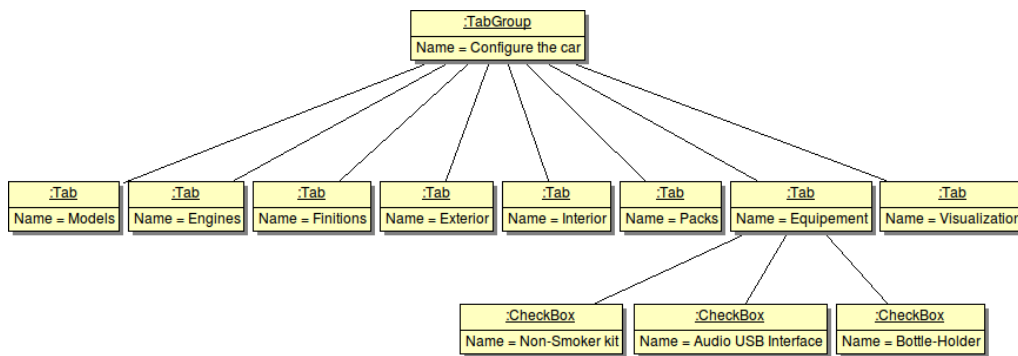 :TabGroup
Name = Configure the car
:Tab
Name = Models
:Tab
Name = Engines
:Tab
Name = Finitions
:Tab
Name = Exterior
:Tab
Name = Interior
:Tab
Name = Packs
:Tab
Name = Equipement
:Tab
Name = Visualization
:CheckBox
Name = Non-Smoker kit
:CheckBox
Name = Audio USB Interface
:CheckBox
Name = Bottle-Holder